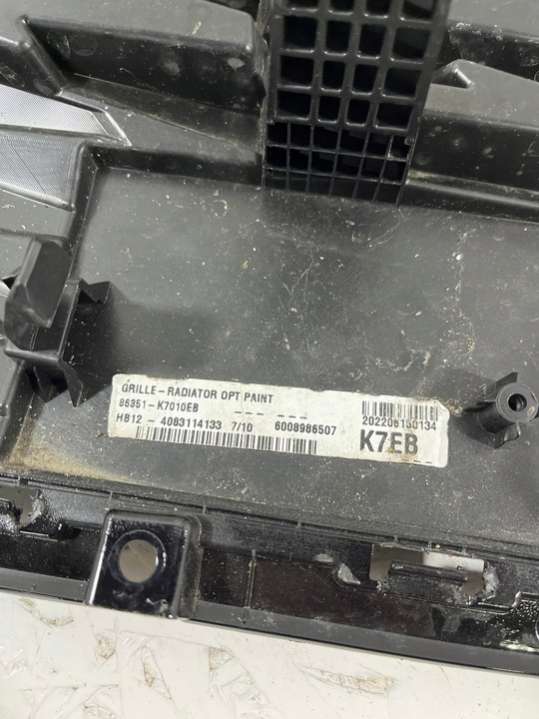 GRILLE-RADIATOR OPT PAINT
86351-K7010EB
HB12 - 4083114133 7/10 6008986507
202206150134
K7EB